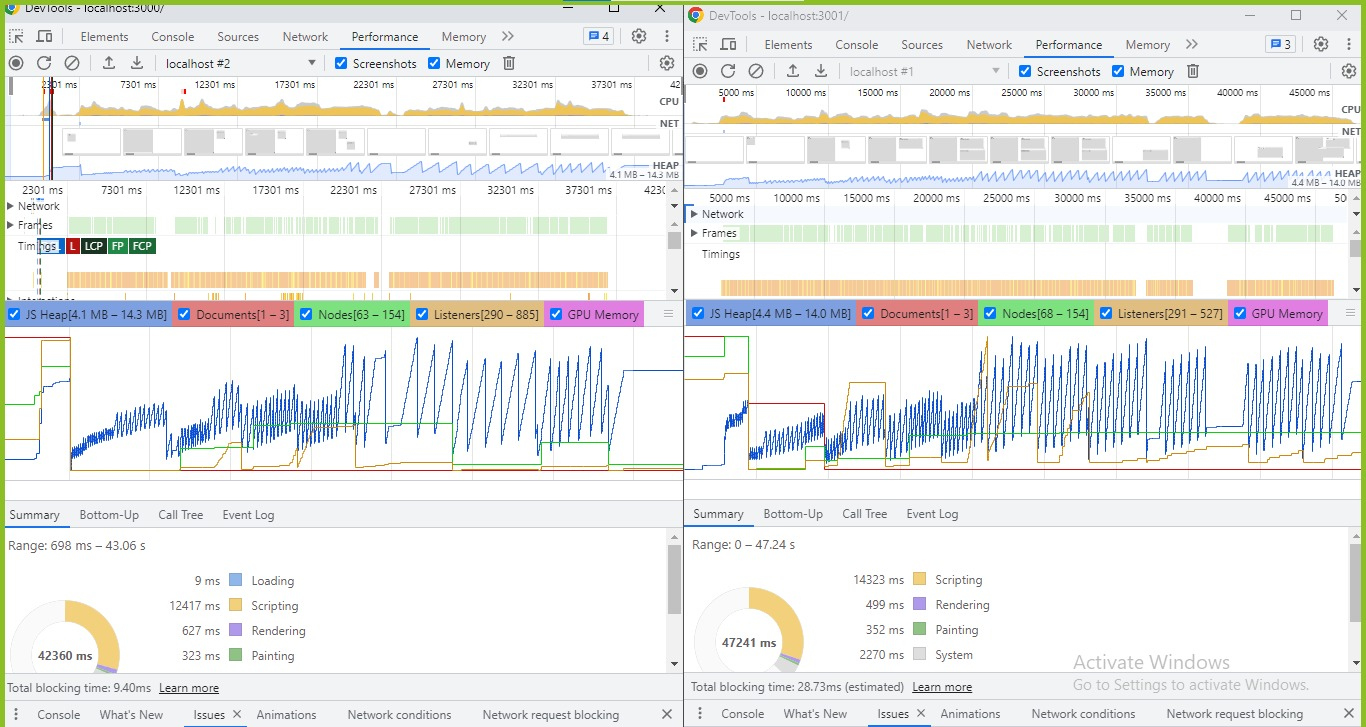 DevTools - localhost:3000/
Elements Console Sources Network Performance Memory 4
localhost #2 Screenshots Memory
2301 ms 7301 ms 12301 ms 17301 ms 22301 ms 27301 ms 32301 ms 37301 ms 42
CPU
NET
HEAP
4.1 MB – 14.3 MB
2301 ms 7301 ms 12301 ms 17301 ms 22301 ms 27301 ms 32301 ms 37301 ms 4230
Network
Frames
Timings L LCP FP FCP
Interactions
JS Heap[4.1 MB – 14.3 MB] Documents[1 – 3] Nodes[63 – 154] Listeners[290 – 885] GPU Memory
Summary Bottom-Up Call Tree Event Log
Range: 698 ms – 43.06 s
9 ms Loading
12417 ms Scripting
627 ms Rendering
323 ms Painting
42360 ms
Total blocking time: 9.40ms Learn more
Console What's New Issues Animations Network conditions Network request blocking
DevTools - localhost:3001/
Elements Console Sources Network Performance Memory 3
localhost #1 Screenshots Memory
5000 ms 10000 ms 15000 ms 20000 ms 25000 ms 30000 ms 35000 ms 40000 ms 45000 ms
CPU
NET
HEAP
4.4 MB – 14.0 MB
5000 ms 10000 ms 15000 ms 20000 ms 25000 ms 30000 ms 35000 ms 40000 ms 45000 ms 50
Network
Frames
Timings
JS Heap[4.4 MB – 14.0 MB] Documents[1 – 3] Nodes[68 – 154] Listeners[291 – 527] GPU Memory
Summary Bottom-Up Call Tree Event Log
Range: 0 – 47.24 s
14323 ms Scripting
499 ms Rendering
352 ms Painting
2270 ms System
47241 ms
Activate Windows
Go to Settings to activate Windows.
Total blocking time: 28.73ms (estimated) Learn more
Console What's New Issues Animations Network conditions Network request blocking